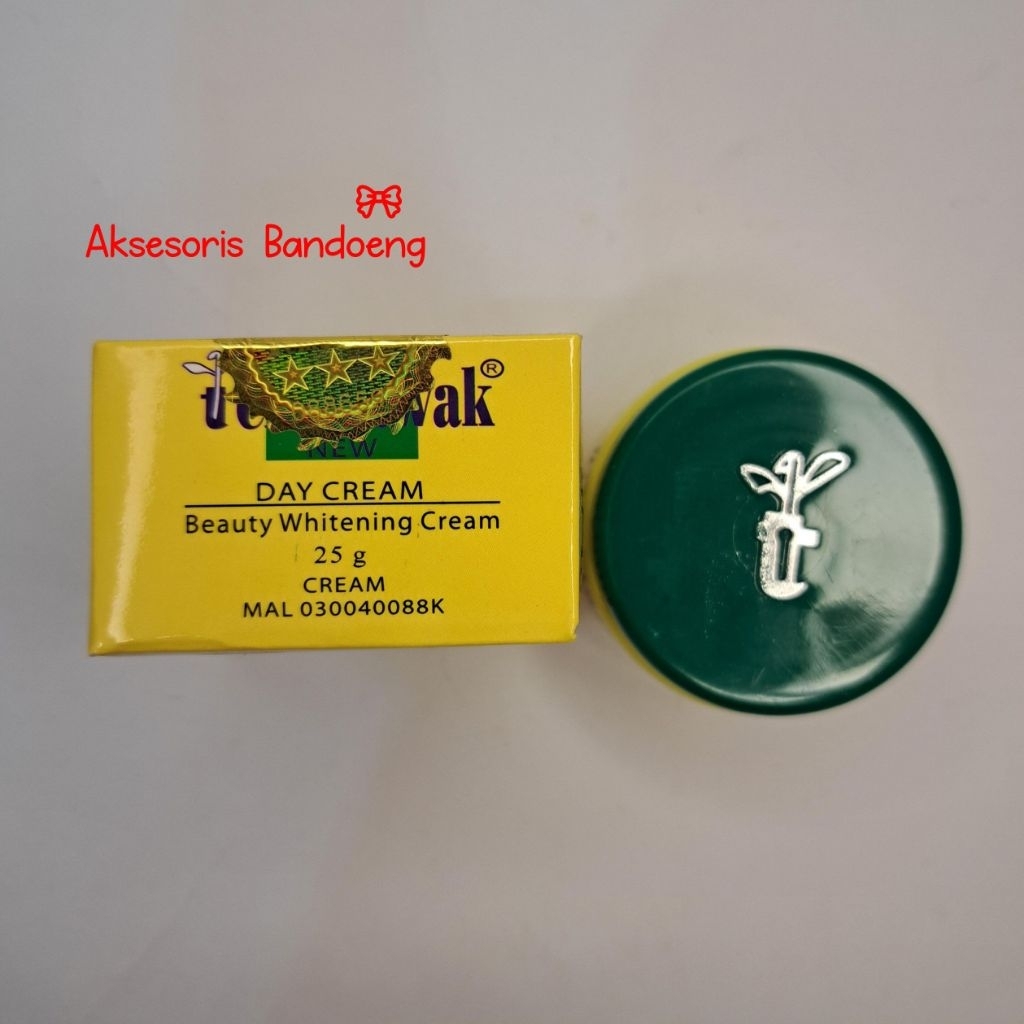 Aksesoris Bandoeng
NEW
DAY CREAM
Beauty Whitening Cream
25 g
CREAM
MAL 030040088K
t